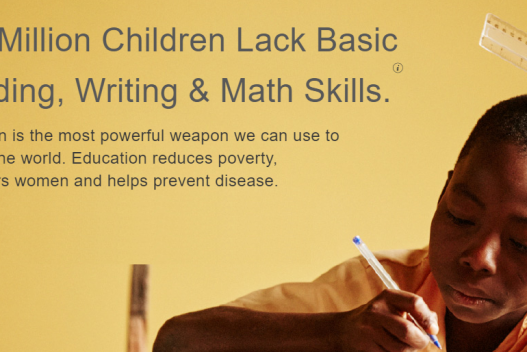 Million Children Lack Basic
ding, Writing & Math Skills.
n is the most powerful weapon we can use to
he world. Education reduces poverty,
s women and helps prevent disease.